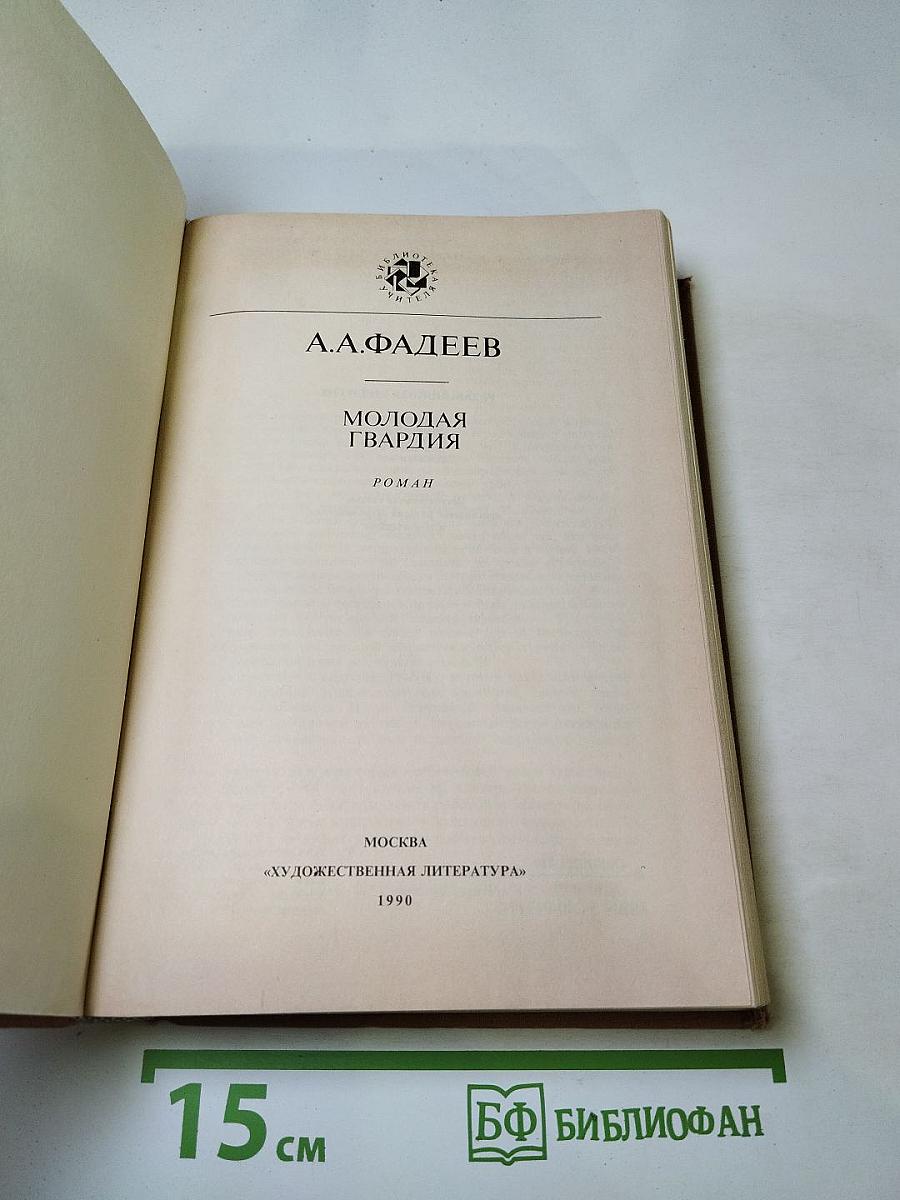 БИБЛИОТЕКА УЧИТЕЛЯ
А.А.ФАДЕЕВ
МОЛОДАЯ
ГВАРДИЯ
РОМАН
МОСКВА
«ХУДОЖЕСТВЕННАЯ ЛИТЕРАТУРА»
1990
15 см
БФ БИБЛИОФАН